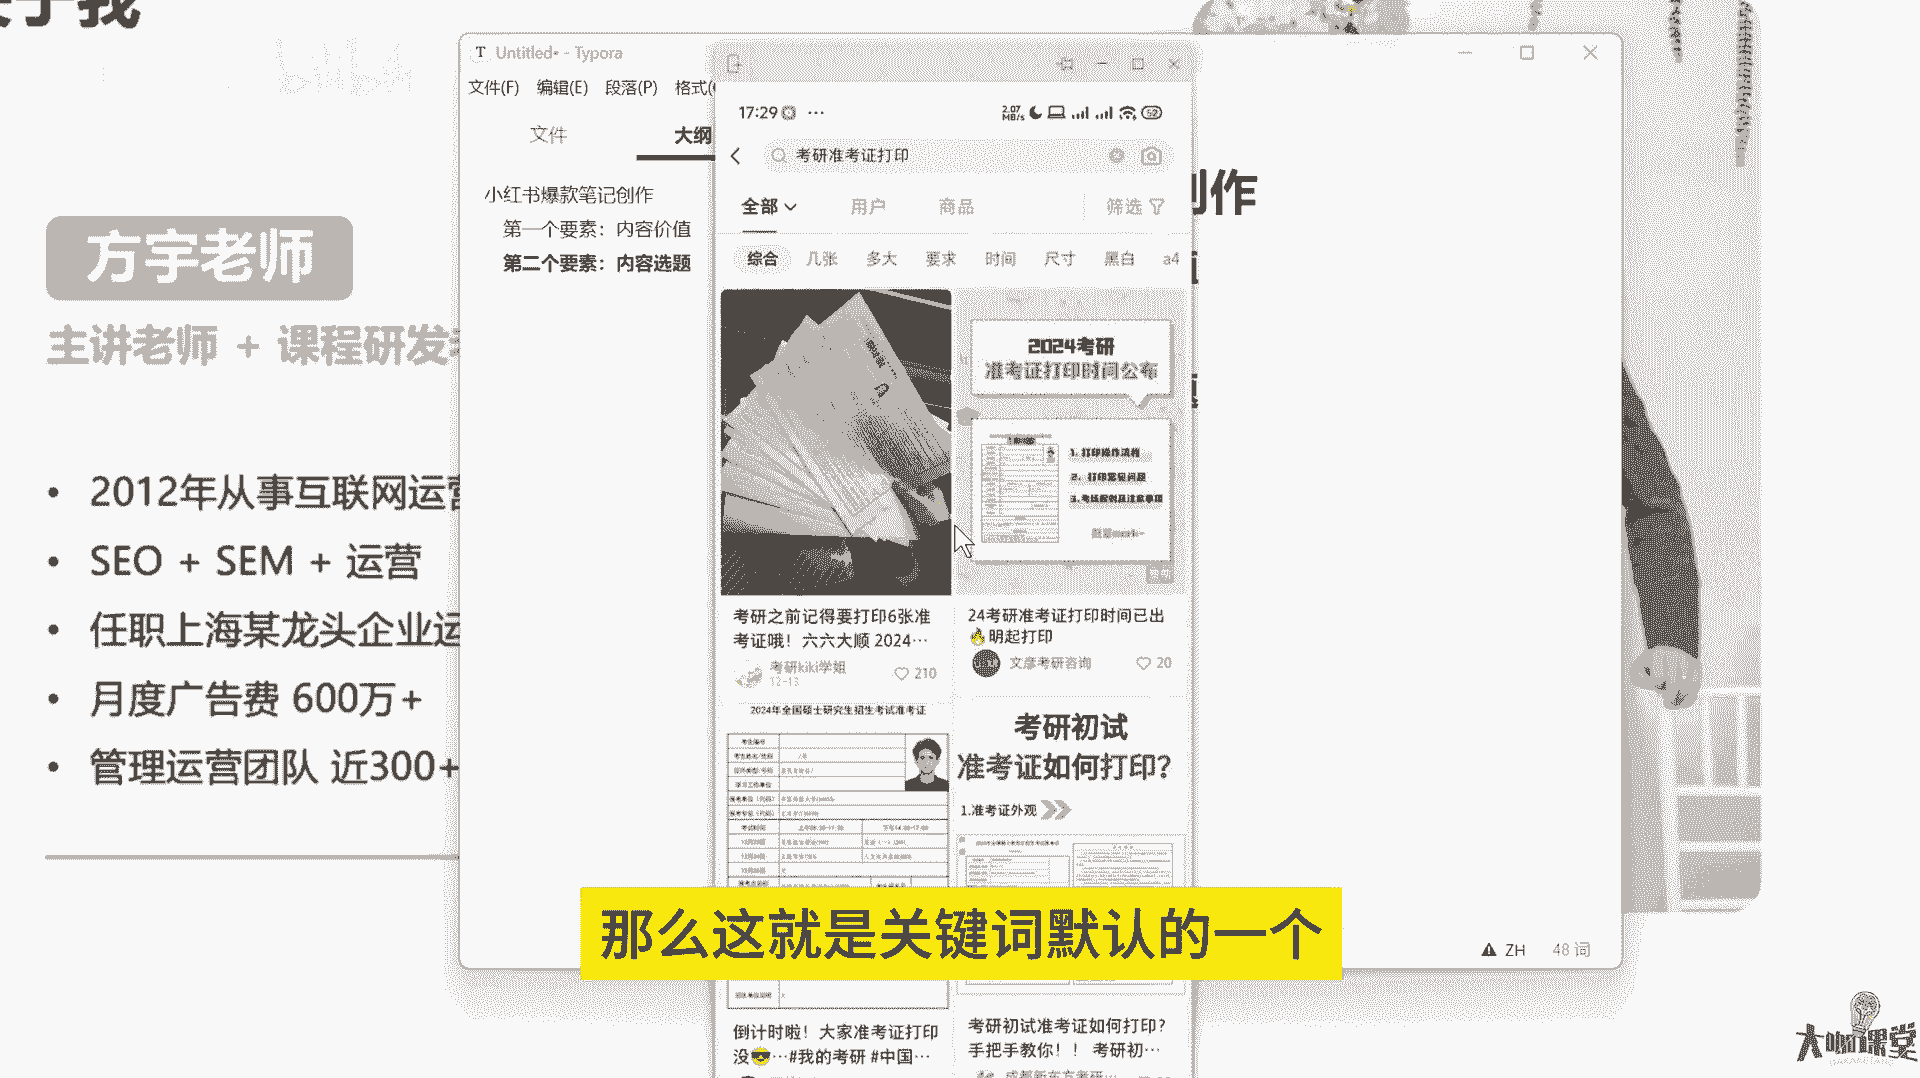 关于我
bilibili
方宇老师
主讲老师 + 课程研发老
• 2012年从事互联网运营
• SEO + SEM + 运营
• 任职上海某龙头企业运
• 月度广告费 600万+
• 管理运营团队 近300+
T Untitled• - Typora
文件(F) 编辑(E) 段落(P) 格式(
文件 大纲
小红书爆款笔记创作
第一个要素：内容价值
第二个要素：内容选题
创作
17:29 ···
2.07 MB/s 52
考研准考证打印
全部 用户 商品 筛选
综合 几张 多大 要求 时间 尺寸 黑白 a4
2024考研
准考证打印时间公布
1. 打印操作流程
2. 打印常见问题
3.考场规则及注意事项
考研之前记得要打印6张准
考证哦！六六大顺 2024…
考研kiki学姐
12-13
210
24考研准考证打印时间已出
明起打印
文彦考研咨询
20
2024年全国硕士研究生招生考试准考证
考研初试
准考证如何打印？
1.准考证外观
那么这就是关键词默认的一个
倒计时啦！大家准考证打印
没😎…#我的考研 #中国…
考研初试准考证如何打印？
手把手教你！！ 考研初…
ZH 48 词
大咖课堂
DAKAKETANG